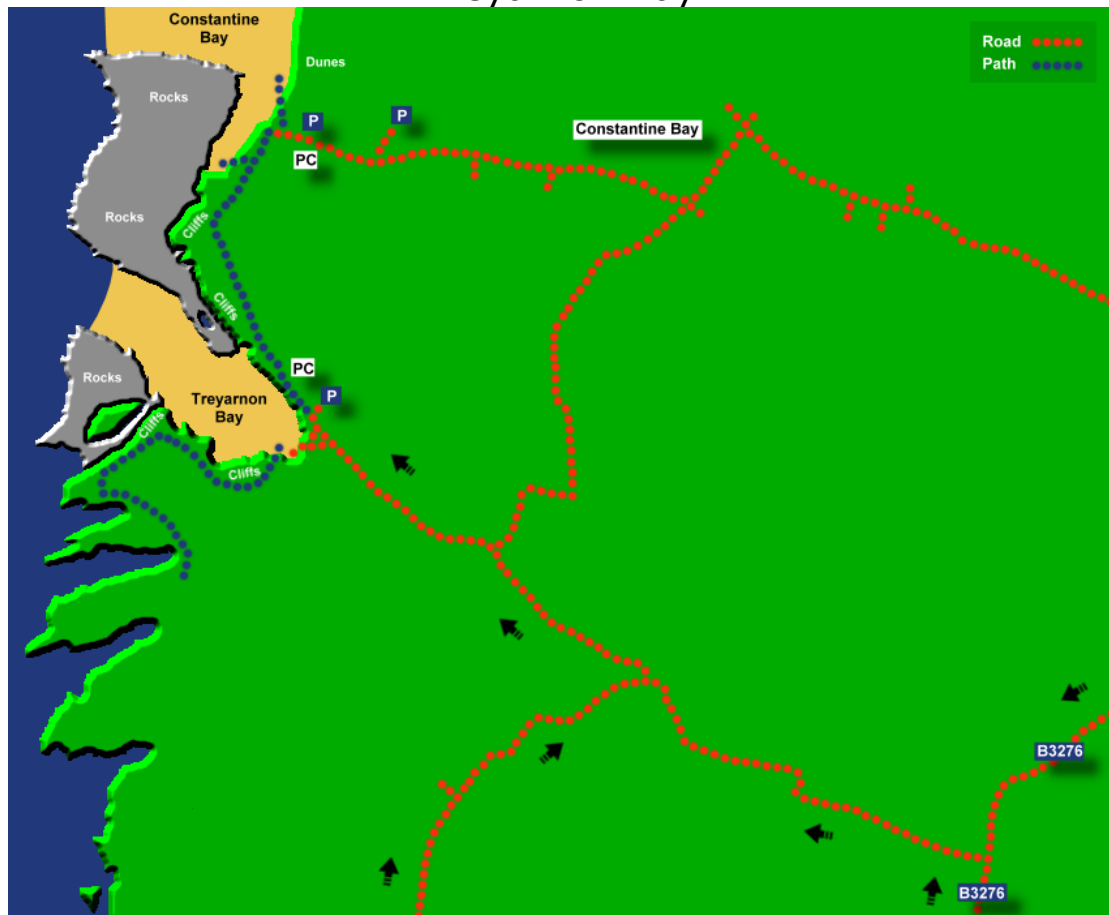 Constantine
Bay
Road
Path
Dunes
Rocks
P
P
Constantine Bay
PC
Rocks
Cliffs
Cliffs
PC
Rocks
P
Treyarnon
Bay
Cliffs
Cliffs
B3276
B3276